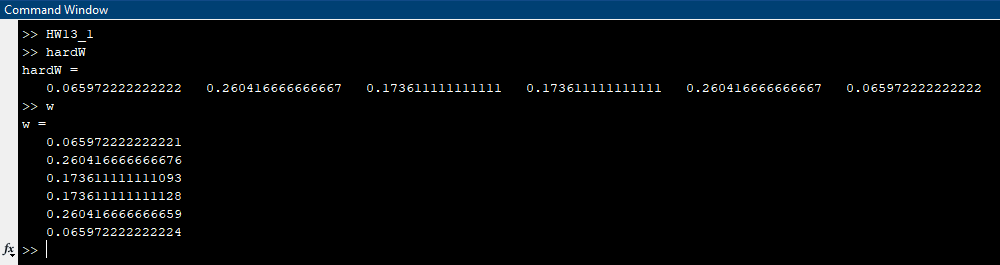 Command Window
>> HW13_1
>> hardW
hardW =
0.065972222222222 0.260416666666667 0.173611111111111 0.173611111111111 0.260416666666667 0.065972222222222
>> w
w =
0.065972222222221
0.260416666666676
0.173611111111093
0.173611111111128
0.260416666666659
0.065972222222224
fx >>